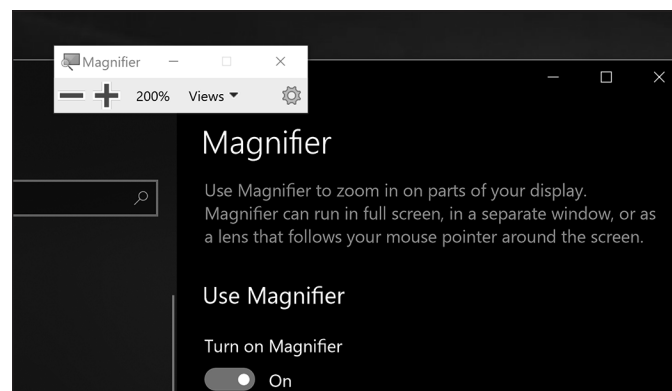 Magnifier
200% Views
Magnifier
Use Magnifier to zoom in on parts of your display.
Magnifier can run in full screen, in a separate window, or as
a lens that follows your mouse pointer around the screen.
Use Magnifier
Turn on Magnifier
On